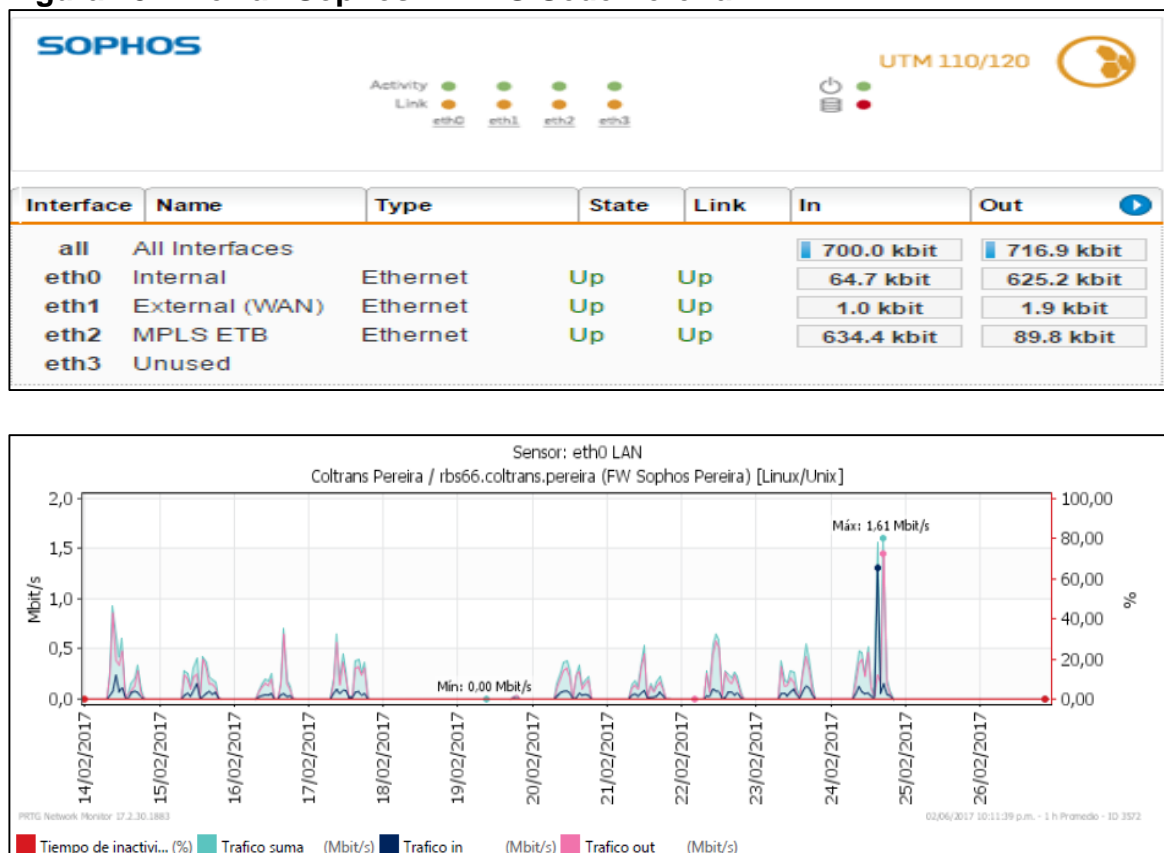 SOPHOS
UTM 110/120
Activity
Link
eth0 eth1 eth2 eth3
Interface Name Type State Link In Out
all All Interfaces 700.0 kbit 716.9 kbit
eth0 Internal Ethernet Up Up 64.7 kbit 625.2 kbit
eth1 External (WAN) Ethernet Up Up 1.0 kbit 1.9 kbit
eth2 MPLS ETB Ethernet Up Up 634.4 kbit 89.8 kbit
eth3 Unused
Sensor: eth0 LAN
Coltrans Pereira / rbs66.coltrans.pereira (FW Sophos Pereira) [Linux/Unix]
2,0 100,00
Máx: 1,61 Mbit/s
1,5 80,00
60,00
1,0 40,00
0,5 20,00
Mín: 0,00 Mbit/s
0,0 0,00
Mbit/s
%
14/02/2017 15/02/2017 16/02/2017 17/02/2017 18/02/2017 19/02/2017 20/02/2017 21/02/2017 22/02/2017 23/02/2017 24/02/2017 25/02/2017 26/02/2017
PRTG Network Monitor 17.2.30.1883 02/06/2017 10:11:39 p.m. - 1 h Promedio - ID 3572
Tiempo de inactivi... (%) Trafico suma (Mbit/s) Trafico in (Mbit/s) Trafico out (Mbit/s)